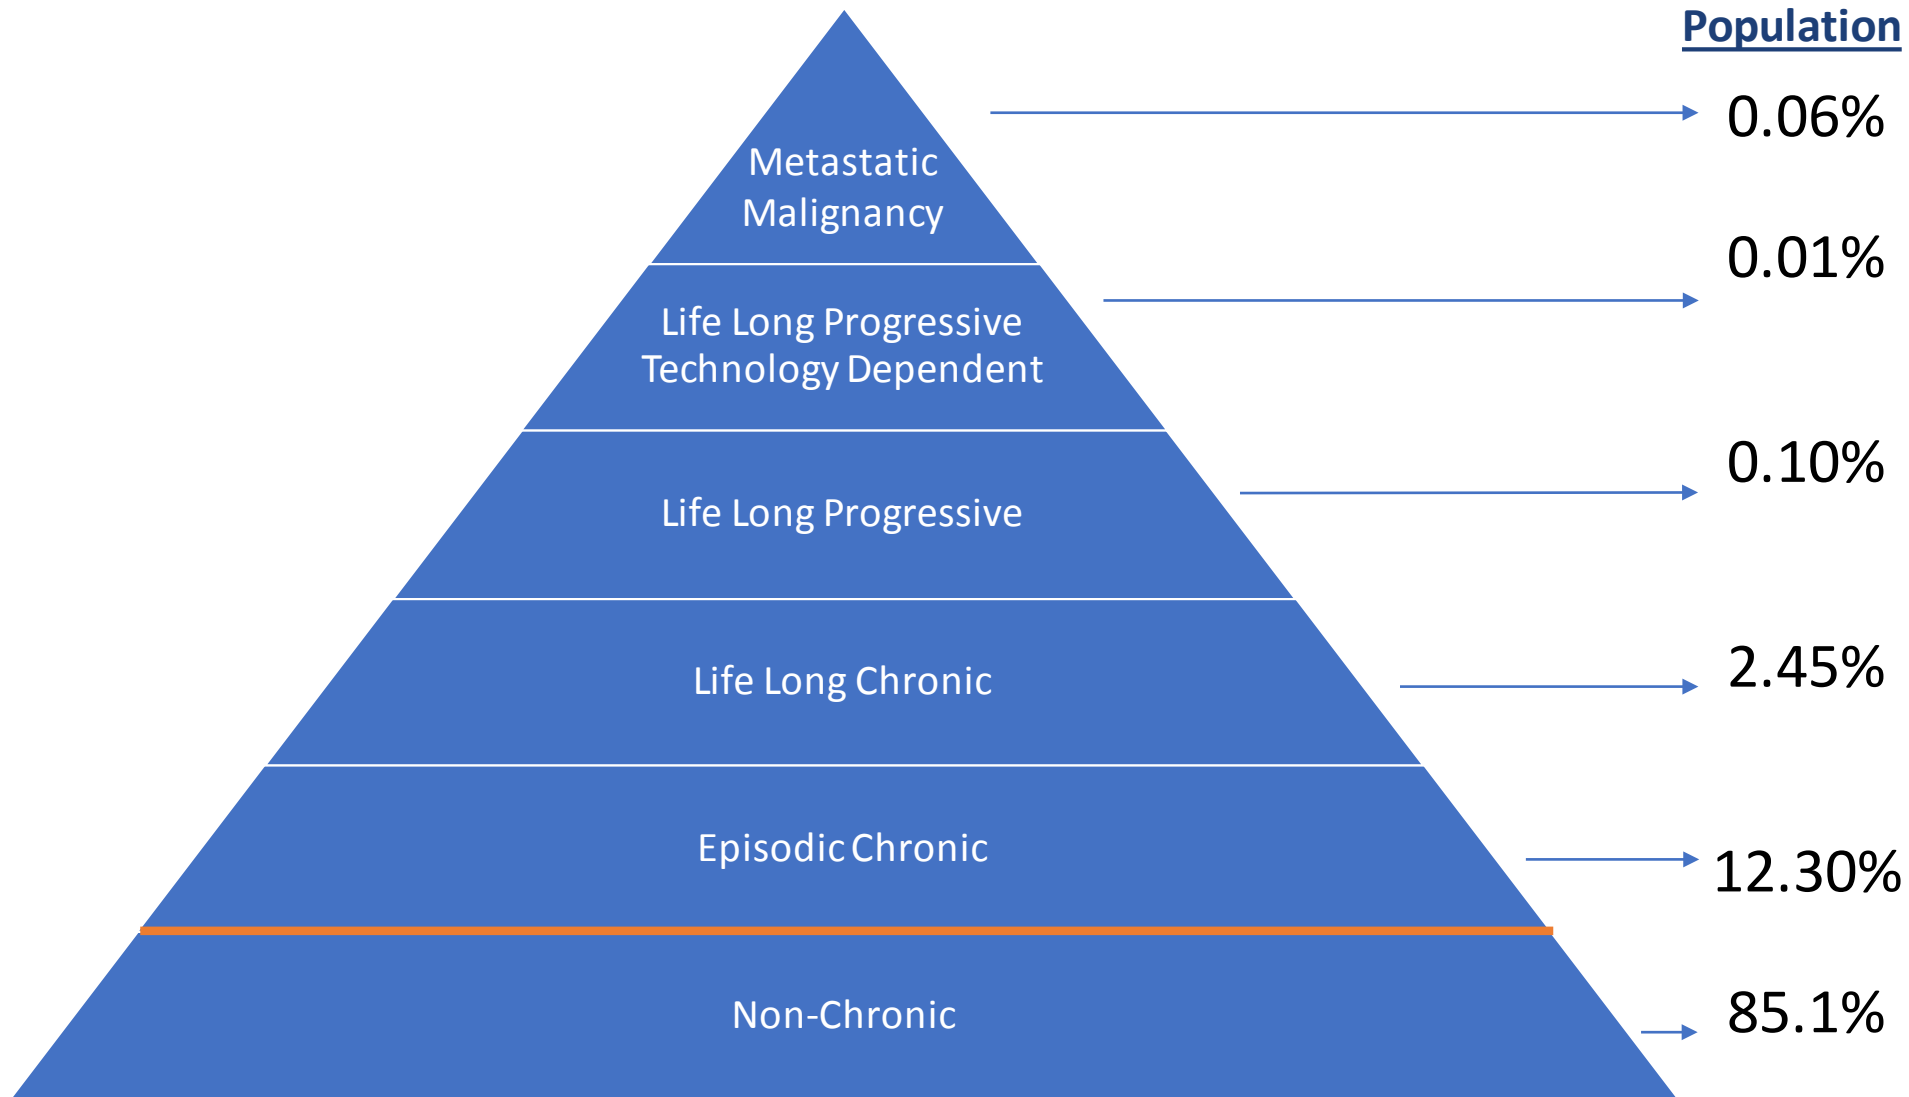 Population
0.06%
Metastatic
Malignancy
0.01%
Life Long Progressive
Technology Dependent
0.10%
Life Long Progressive
2.45%
Life Long Chronic
Episodic Chronic
12.30%
Non-Chronic
85.1%